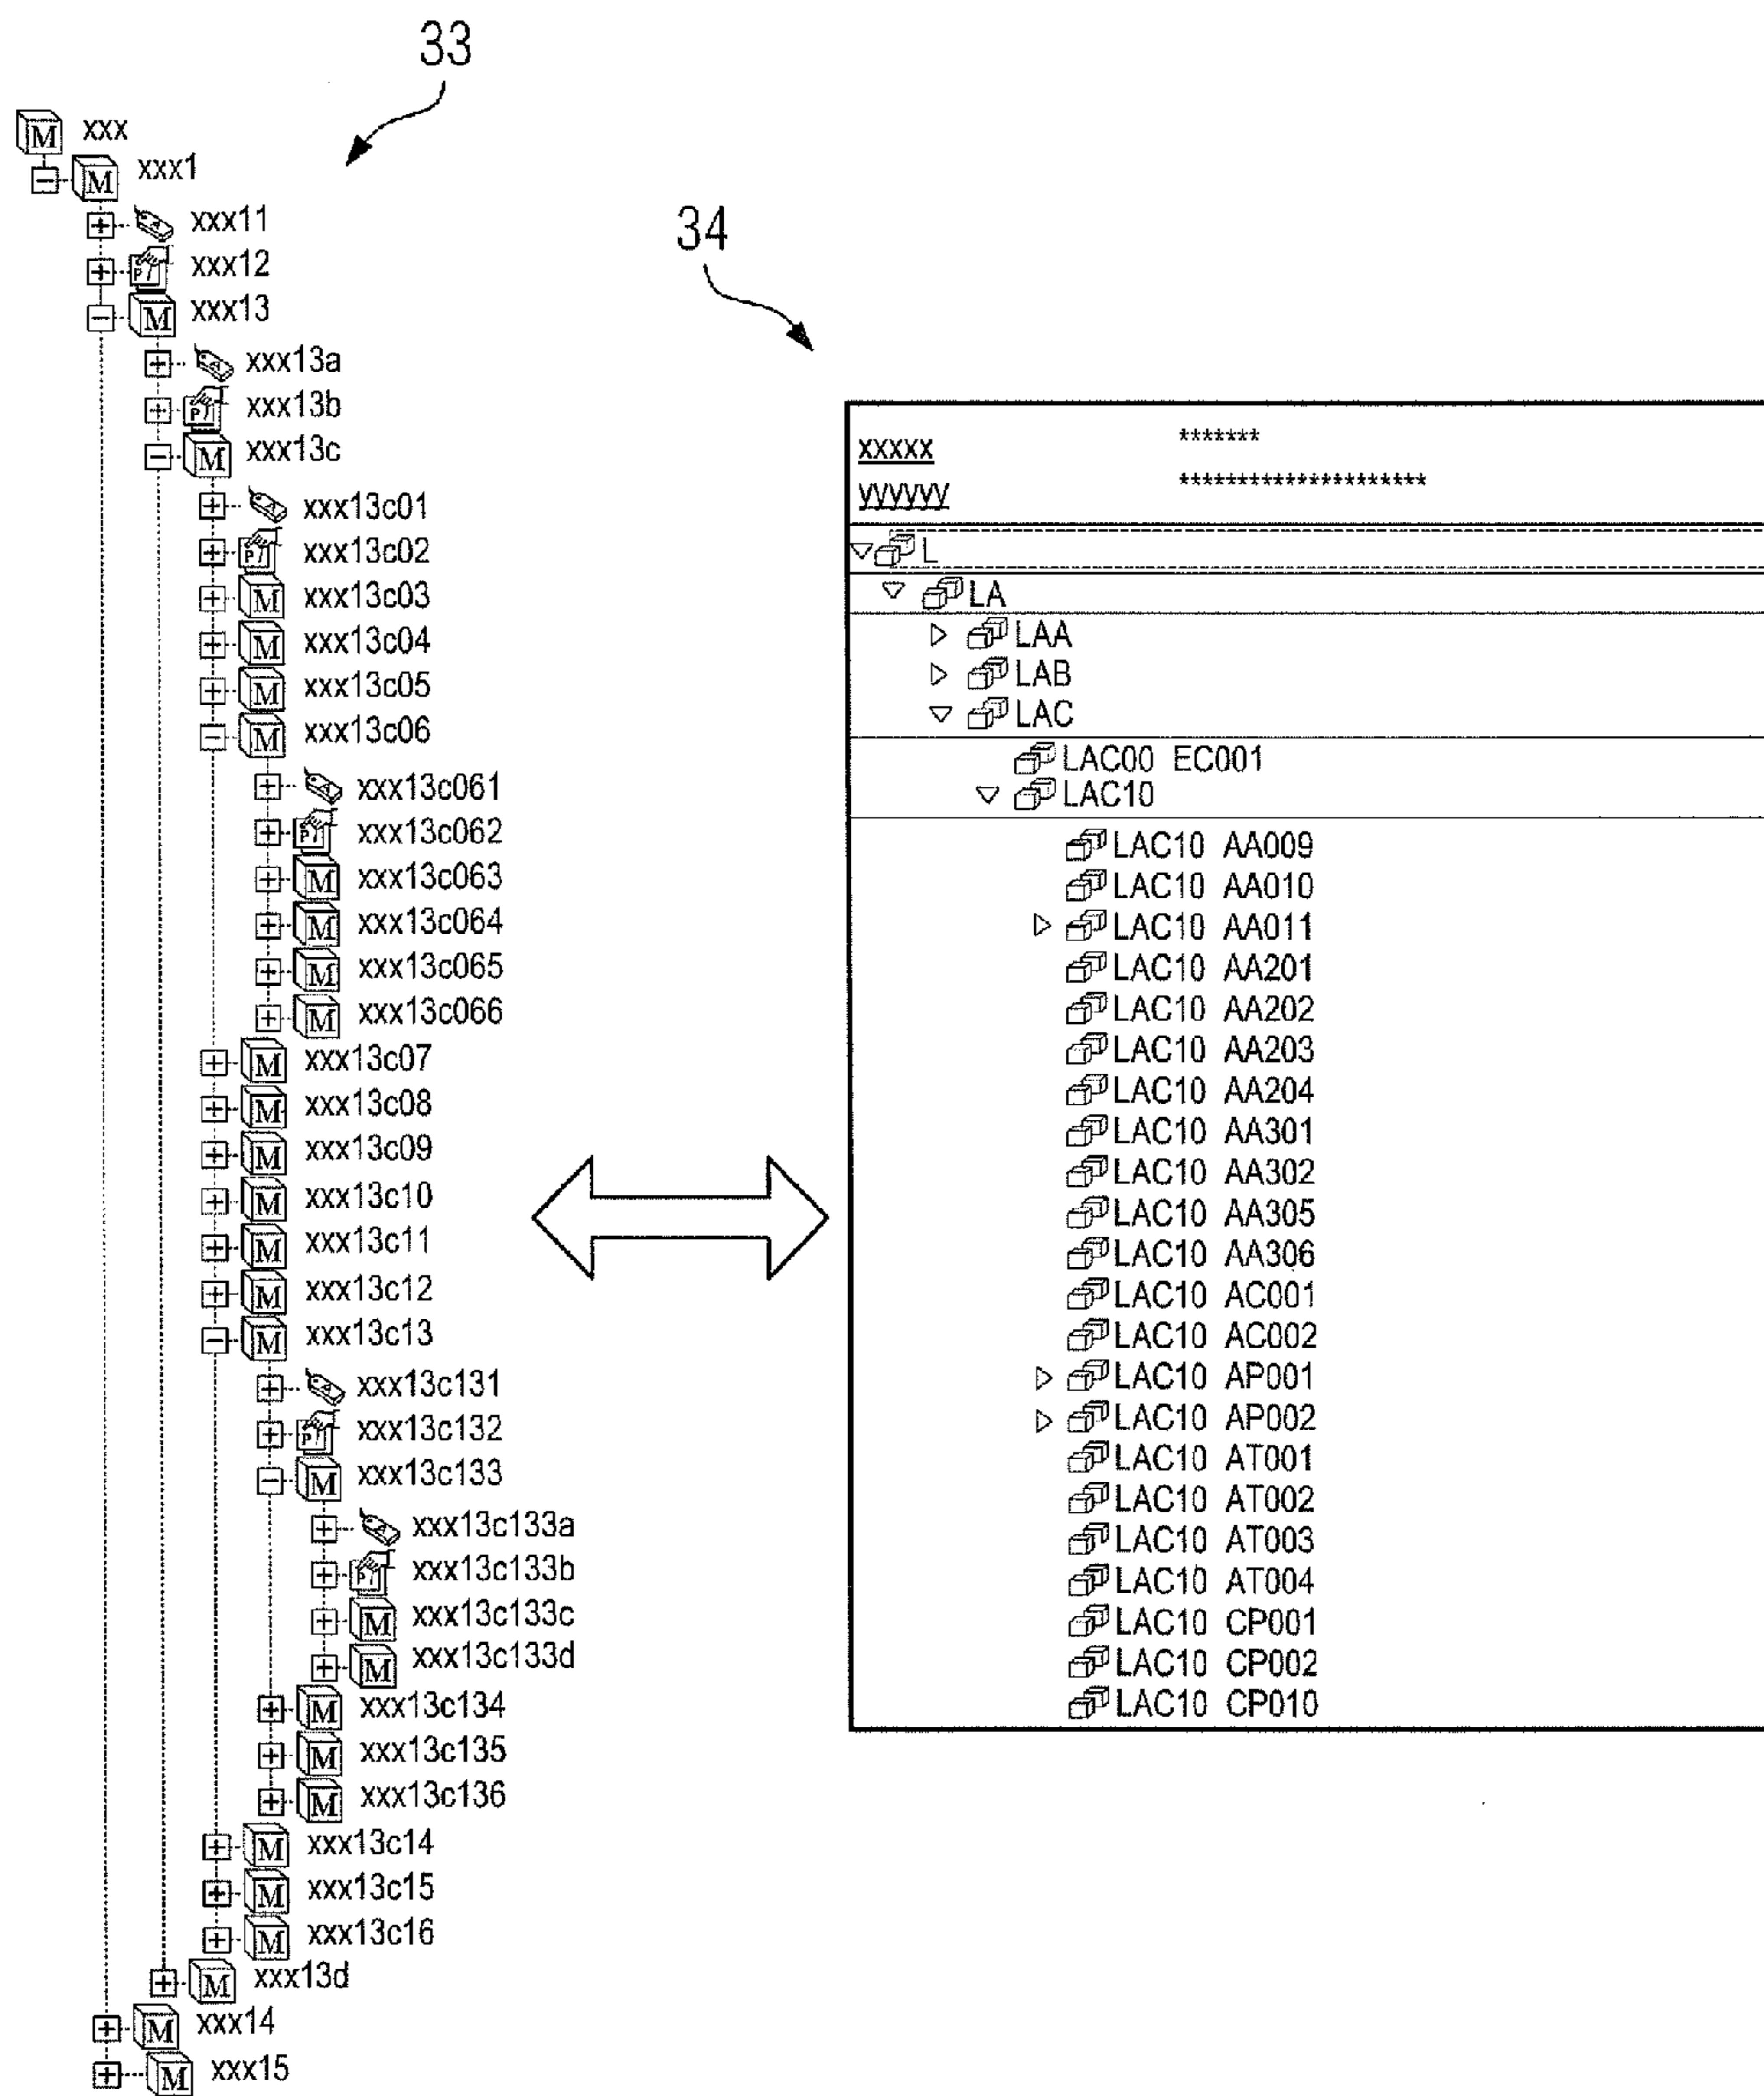 33
xxx
xxx1
xxx11
xxx12
xxx13
xxx13a
xxx13b
xxx13c
xxx13c01
xxx13c02
xxx13c03
xxx13c04
xxx13c05
xxx13c06
xxx13c061
xxx13c062
xxx13c063
xxx13c064
xxx13c065
xxx13c066
xxx13c07
xxx13c08
xxx13c09
xxx13c10
xxx13c11
xxx13c12
xxx13c13
xxx13c131
xxx13c132
xxx13c133
xxx13c133a
xxx13c133b
xxx13c133c
xxx13c133d
xxx13c134
xxx13c135
xxx13c136
xxx13c14
xxx13c15
xxx13c16
xxx13d
xxx14
xxx15
34
xxxxx *******
yyyyyy *********************
L
LA
LAA
LAB
LAC
LAC00 EC001
LAC10
LAC10 AA009
LAC10 AA010
LAC10 AA011
LAC10 AA201
LAC10 AA202
LAC10 AA203
LAC10 AA204
LAC10 AA301
LAC10 AA302
LAC10 AA305
LAC10 AA306
LAC10 AC001
LAC10 AC002
LAC10 AP001
LAC10 AP002
LAC10 AT001
LAC10 AT002
LAC10 AT003
LAC10 AT004
LAC10 CP001
LAC10 CP002
LAC10 CP010